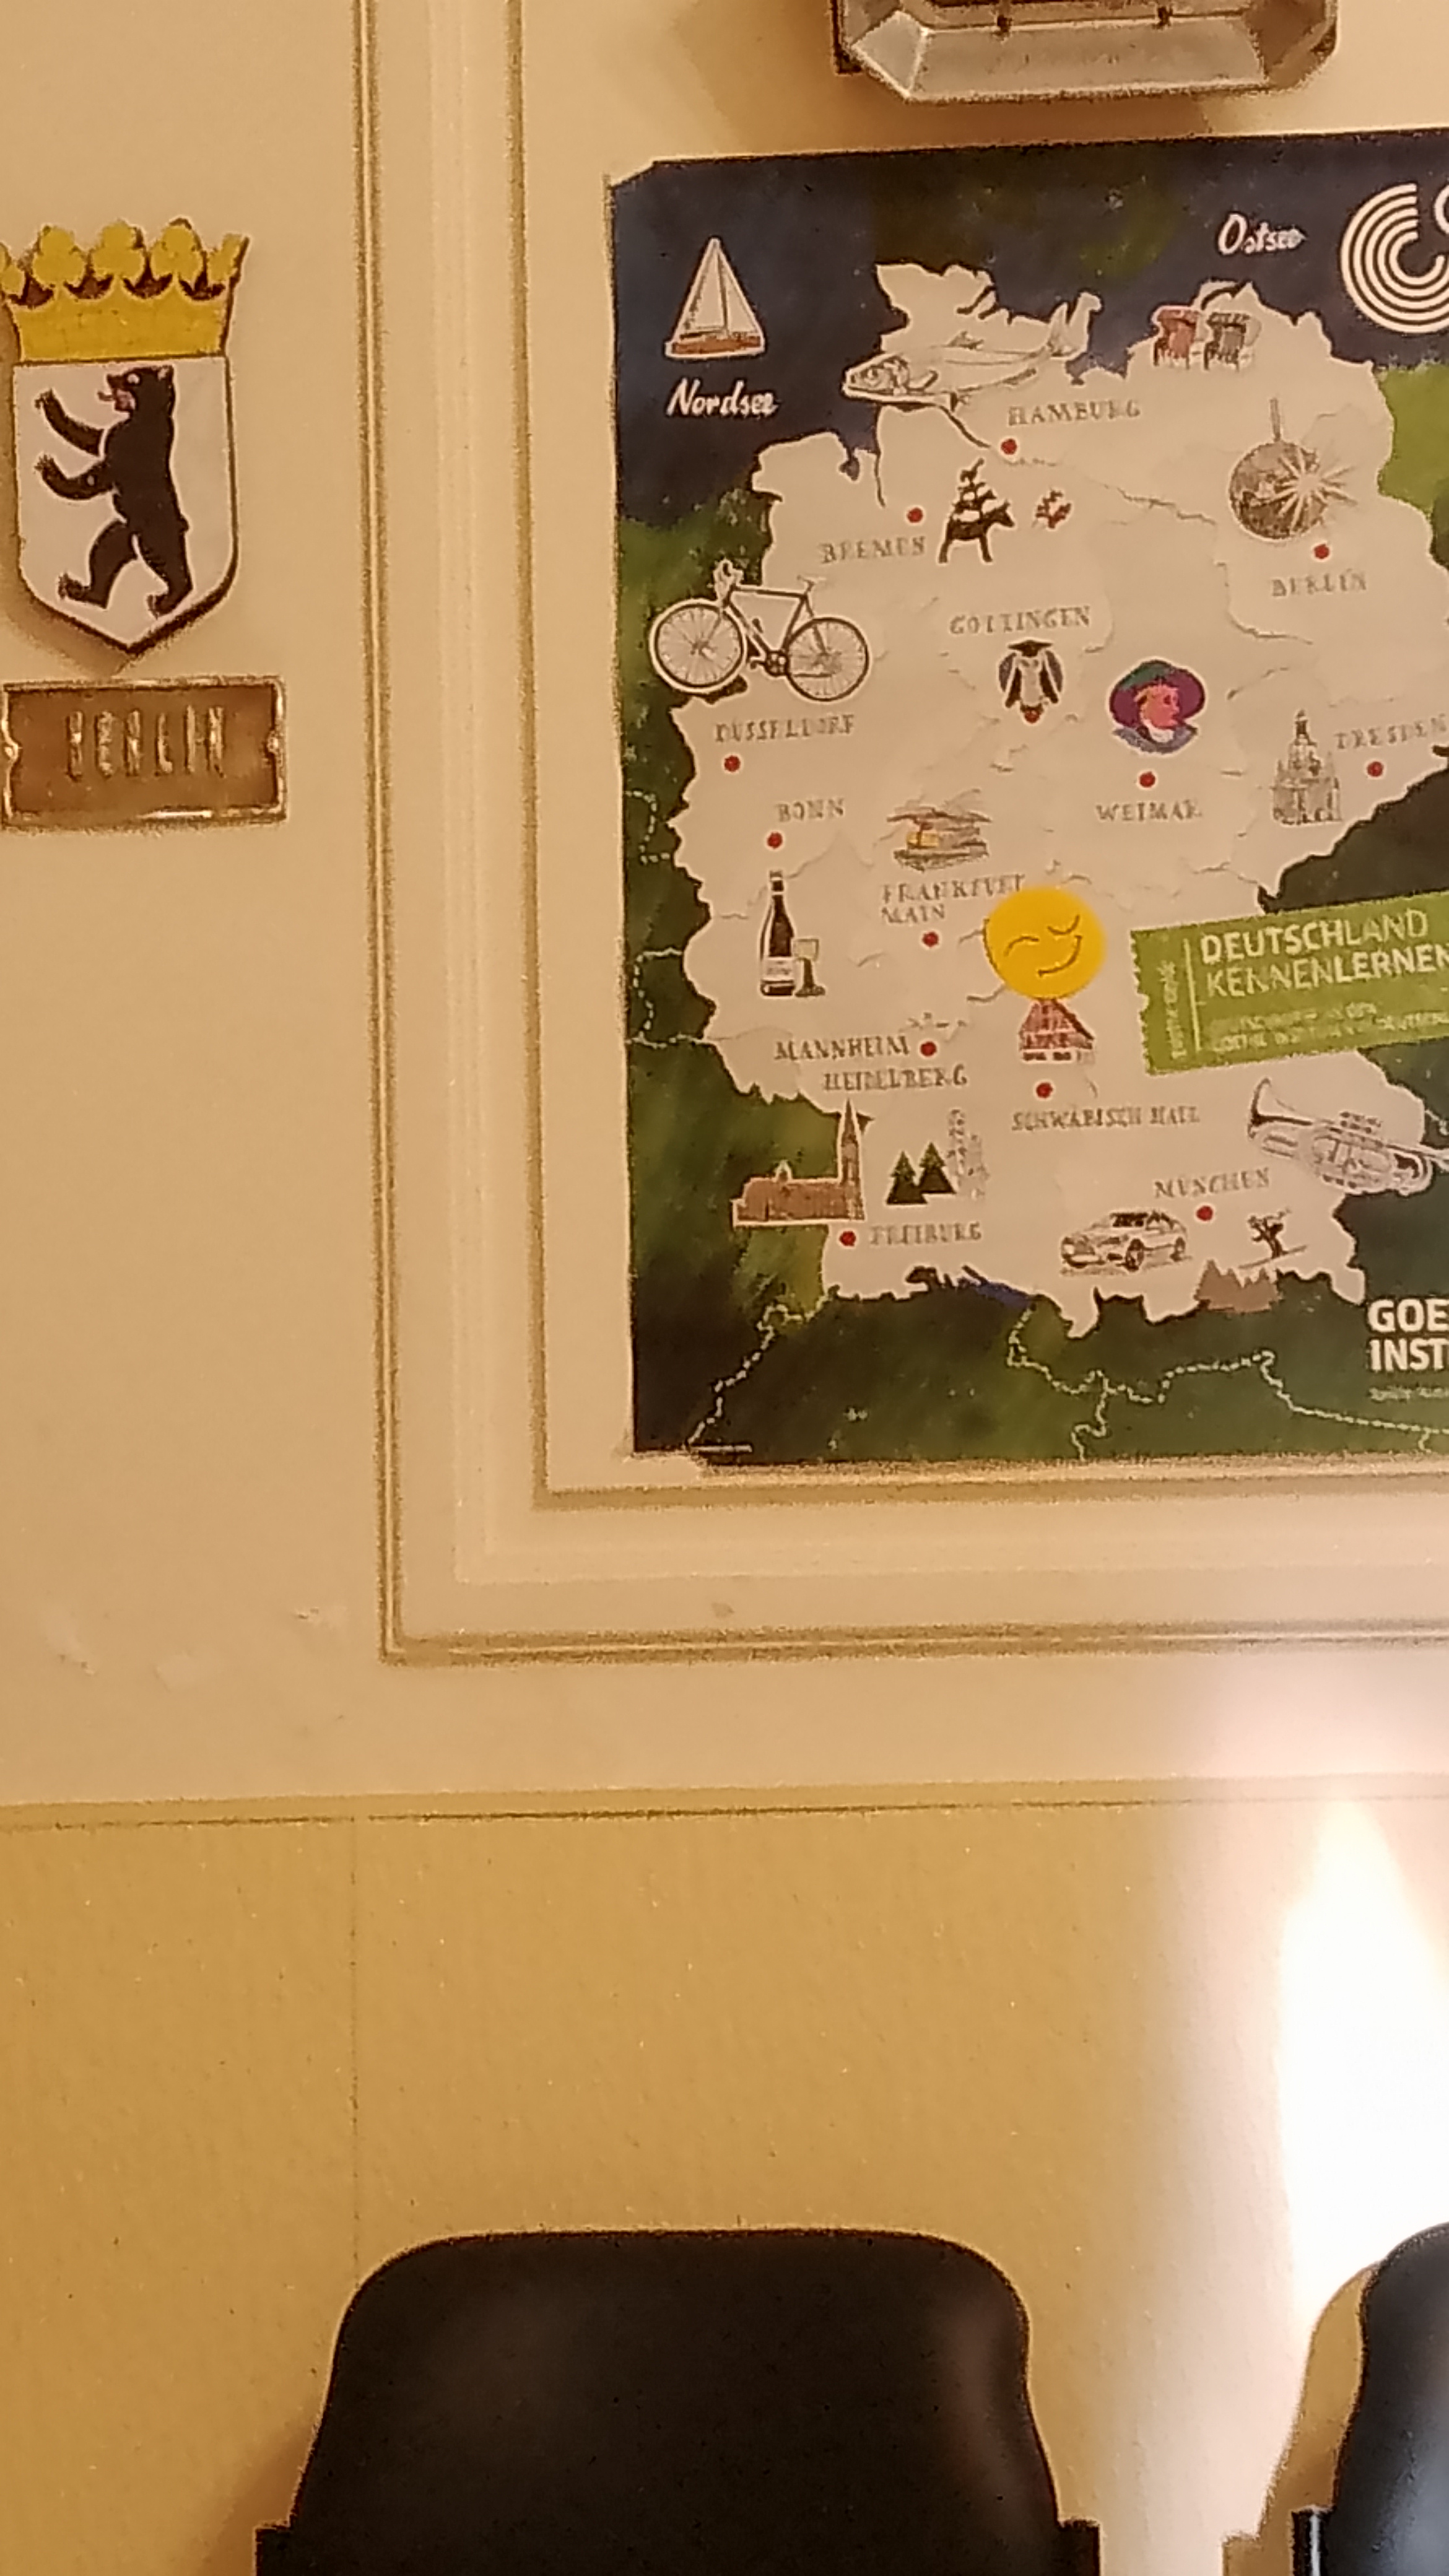 Ostsee
Nordsee
HAMBURG
BREMEN
BERLIN
GÖTTINGEN
BERLIN
DÜSSELDORF
DRESDEN
BONN
WEIMAR
FRANKFURT
MAIN
DEUTSCHLAND
KENNENLERNEN
MANNHEIM
HEIDELBERG
SCHWÄBISCH HALL
MÜNCHEN
FREIBURG
GOE
INST